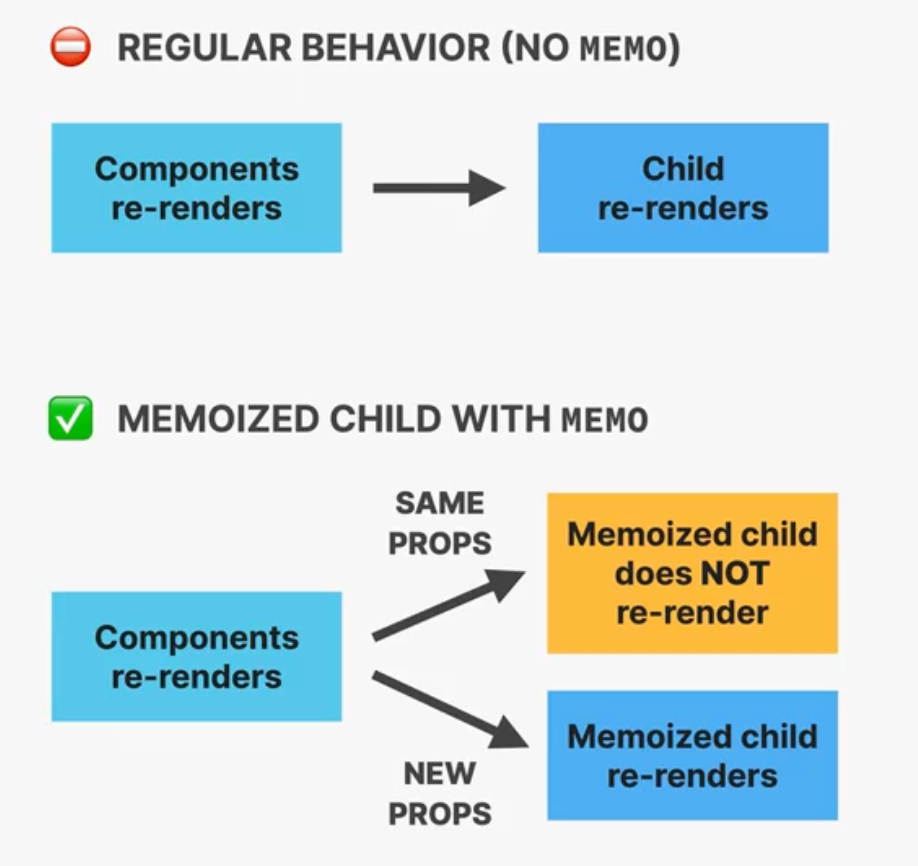 REGULAR BEHAVIOR (NO MEMO)
Components
re-renders
Child
re-renders
MEMOIZED CHILD WITH MEMO
SAME
PROPS
Memoized child
does NOT
re-render
Components
re-renders
Memoized child
re-renders
NEW
PROPS